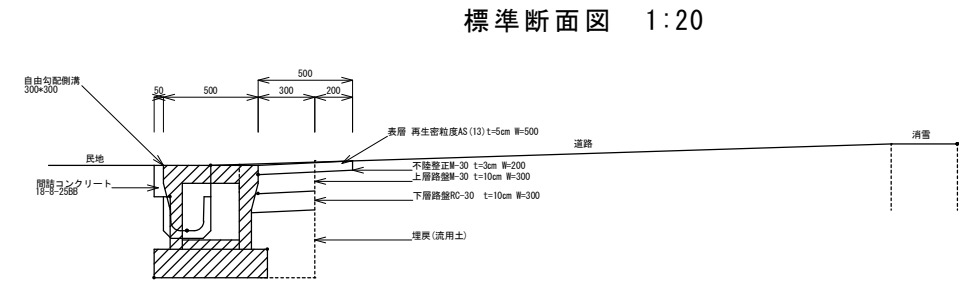 標準断面図 1:20
500
50
500
300
200
自由勾配側溝
300*300
表層 再生密粒度AS(13)t=5cm W=500
道路
消雪
民地
不陸整正M-30 t=3cm W=200
上層路盤M-30 t=10cm W=300
間詰コンクリート
18-8-25BB
下層路盤RC-30 t=10cm W=300
埋戻(流用土)